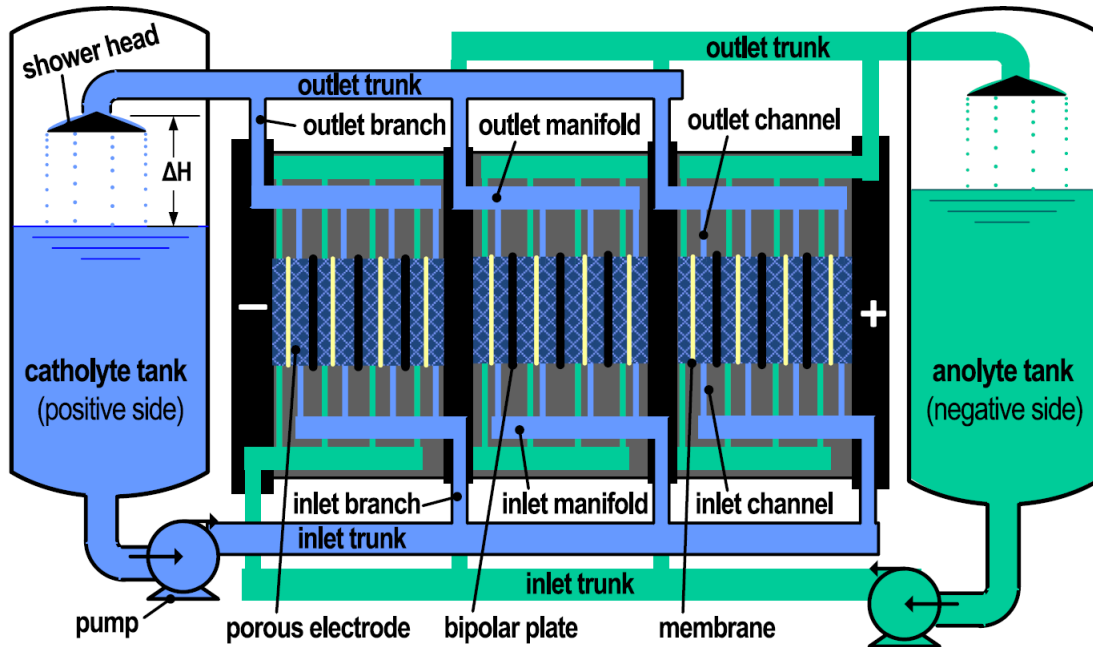 shower head
outlet trunk
outlet trunk
outlet branch
outlet manifold
outlet channel
ΔH
−
+
catholyte tank
(positive side)
anolyte tank
(negative side)
inlet branch
inlet manifold
inlet channel
inlet trunk
inlet trunk
pump
porous electrode
bipolar plate
membrane